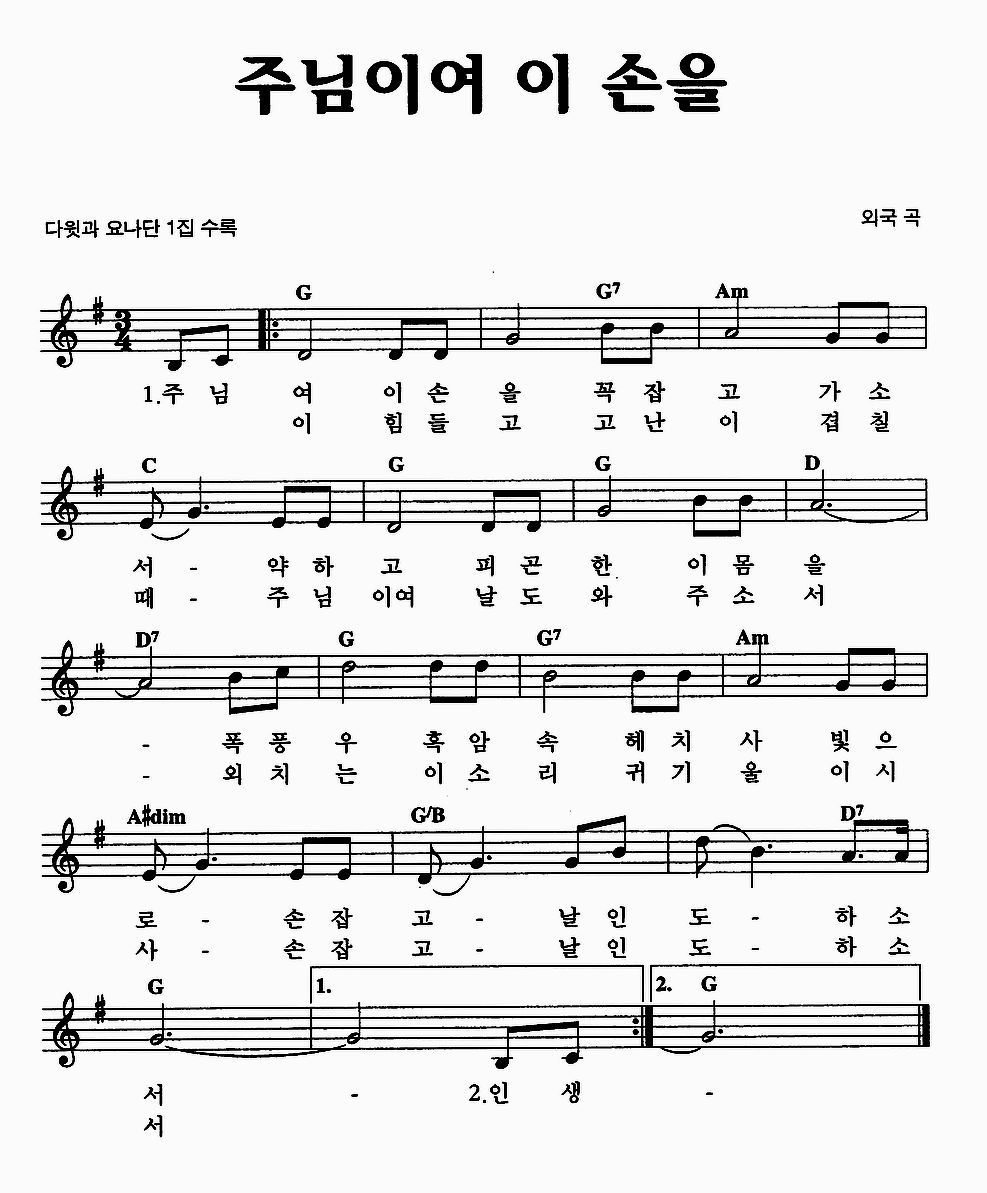 주님이여 이 손을
다윗과 요나단 1집 수록
외국 곡
G G7 Am
1.주 님 여 이 손 을 꼭 잡 고 가 소
이 힘 들 고 고 난 이 겹 칠
C G G D
서 - 약 하 고 피 곤 한 이 몸 을
때 - 주 님 이여 날 도 와 주 소 서
D7 G G7 Am
- 폭 풍 우 흑 암 속 헤 치 사 빛 으
- 외 치 는 이 소 리 귀 기 울 이 시
A#dim G/B D7
로 - 손 잡 고 - 날 인 도 - 하 소
사 - 손 잡 고 - 날 인 도 - 하 소
G 1. 2. G
서 - 2.인 생 -
서